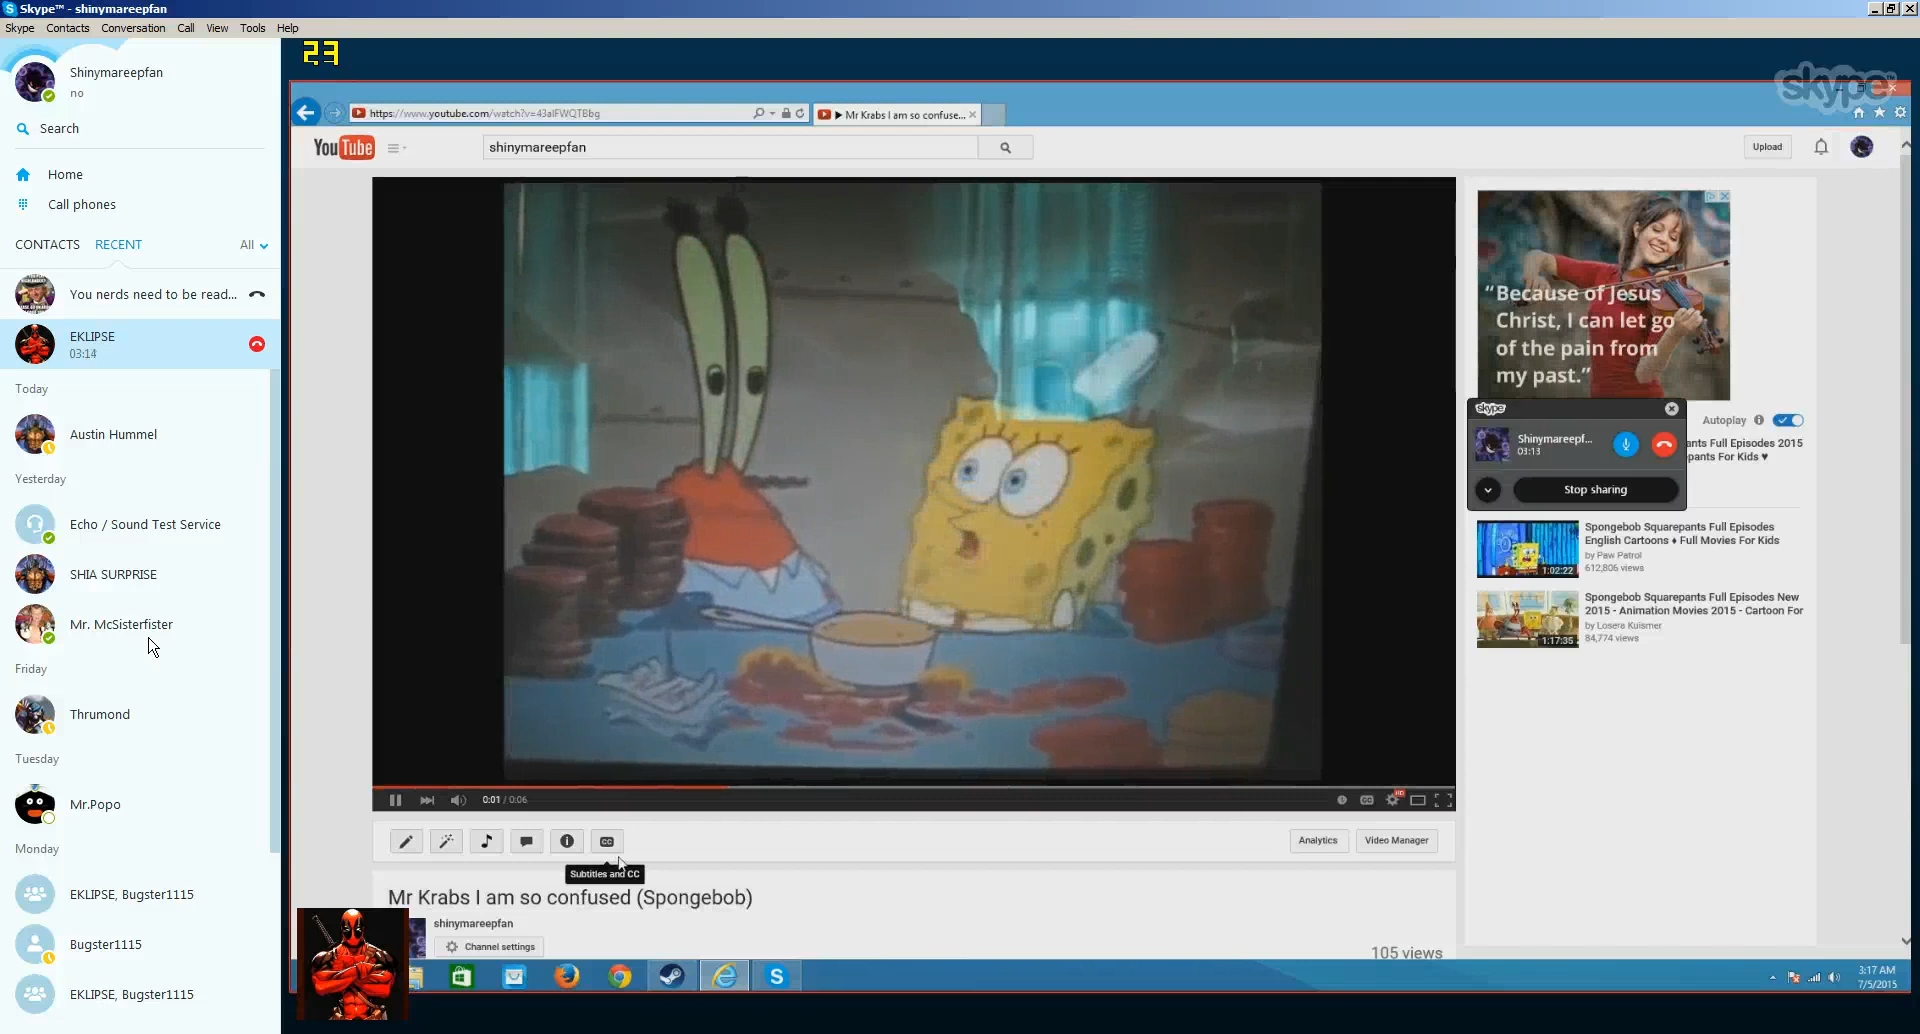 Skype™ - shinymareepfan
Skype Contacts Conversation Call View Tools Help
Shinymareepfan
no
Search
Home
Call phones
CONTACTS RECENT All
You nerds need to be read...
EKLIPSE
03:14
Today
Austin Hummel
Yesterday
Echo / Sound Test Service
SHIA SURPRISE
Mr. McSisterfister
Friday
Thrumond
Tuesday
Mr.Popo
Monday
EKLIPSE, Bugster1115
Bugster1115
EKLIPSE, Bugster1115
23
skype™
https://www.youtube.com/watch?v=43alFWQTBbg
Mr Krabs I am so confuse...
YouTube
shinymareepfan
Upload
“Because of Jesus
Christ, I can let go
of the pain from
my past.”
skype
Shinymareepf...
03:13
Stop sharing
Autoplay
ants Full Episodes 2015
pants For Kids ♥
Spongebob Squarepants Full Episodes
English Cartoons ♦ Full Movies For Kids
by Paw Patrol
612,806 views
1:02:22
Spongebob Squarepants Full Episodes New
2015 - Animation Movies 2015 - Cartoon For
by Losera Kuismer
84,774 views
1:17:35
0:01 / 0:06
CC
HD
CC
Analytics
Video Manager
Subtitles and CC
Mr Krabs I am so confused (Spongebob)
shinymareepfan
Channel settings
105 views
3:17 AM
7/5/2015